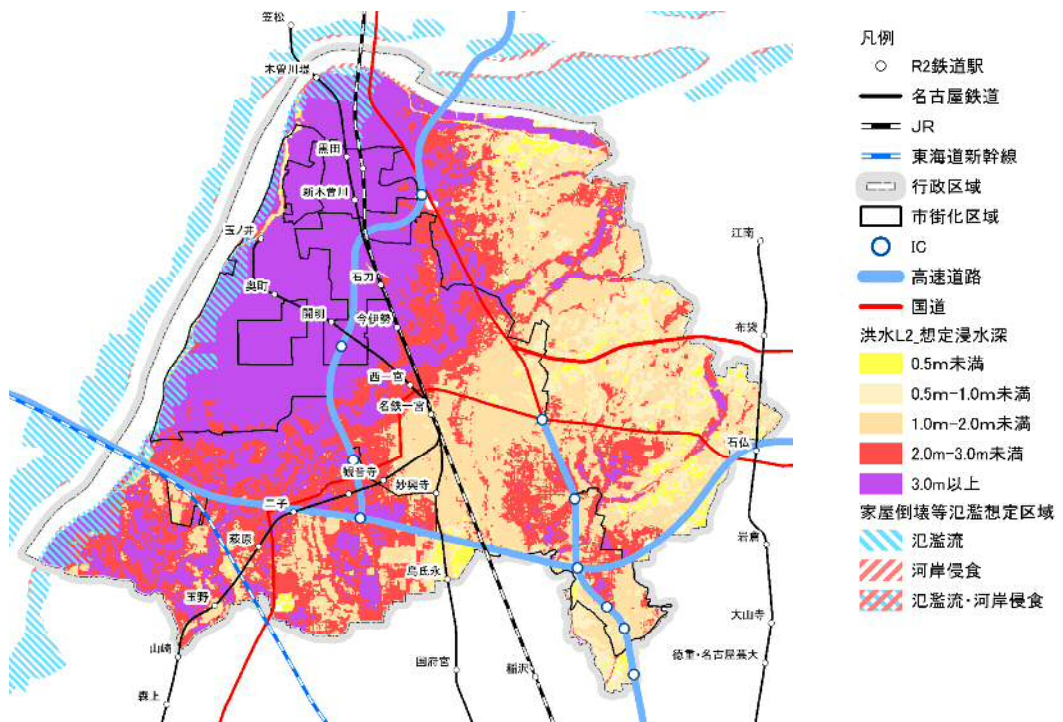 笠松
木曽川堤
黒田
新木曽川
玉ノ井
江南
石刀
奥町
開明
今伊勢
布袋
西一宮
名鉄一宮
石仏
観音寺
妙興寺
二子
萩原
岩倉
島氏永
玉野
大山寺
山崎
国府宮
稲沢
徳重・名古屋芸大
森上
凡例
R2鉄道駅
名古屋鉄道
JR
東海道新幹線
行政区域
市街化区域
IC
高速道路
国道
洪水L2_想定浸水深
0.5m未満
0.5m-1.0m未満
1.0m-2.0m未満
2.0m-3.0m未満
3.0m以上
家屋倒壊等氾濫想定区域
氾濫流
河岸侵食
氾濫流・河岸侵食